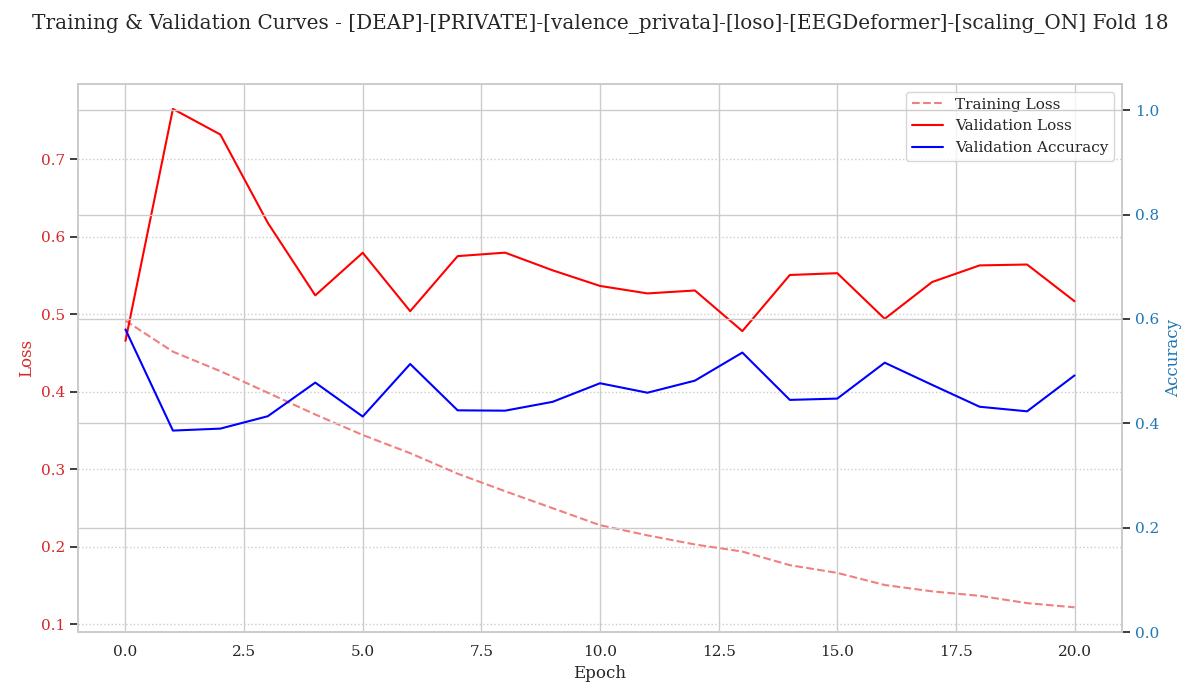 Training & Validation Curves - [DEAP]-[PRIVATE]-[valence_privata]-[loso]-[EEGDeformer]-[scaling_ON] Fold 18
Training Loss
Validation Loss
Validation Accuracy
Loss
0.7
0.6
0.5
0.4
0.3
0.2
0.1
1.0
0.8
0.6
0.4
0.2
0.0
Accuracy
0.0 2.5 5.0 7.5 10.0 12.5 15.0 17.5 20.0
Epoch